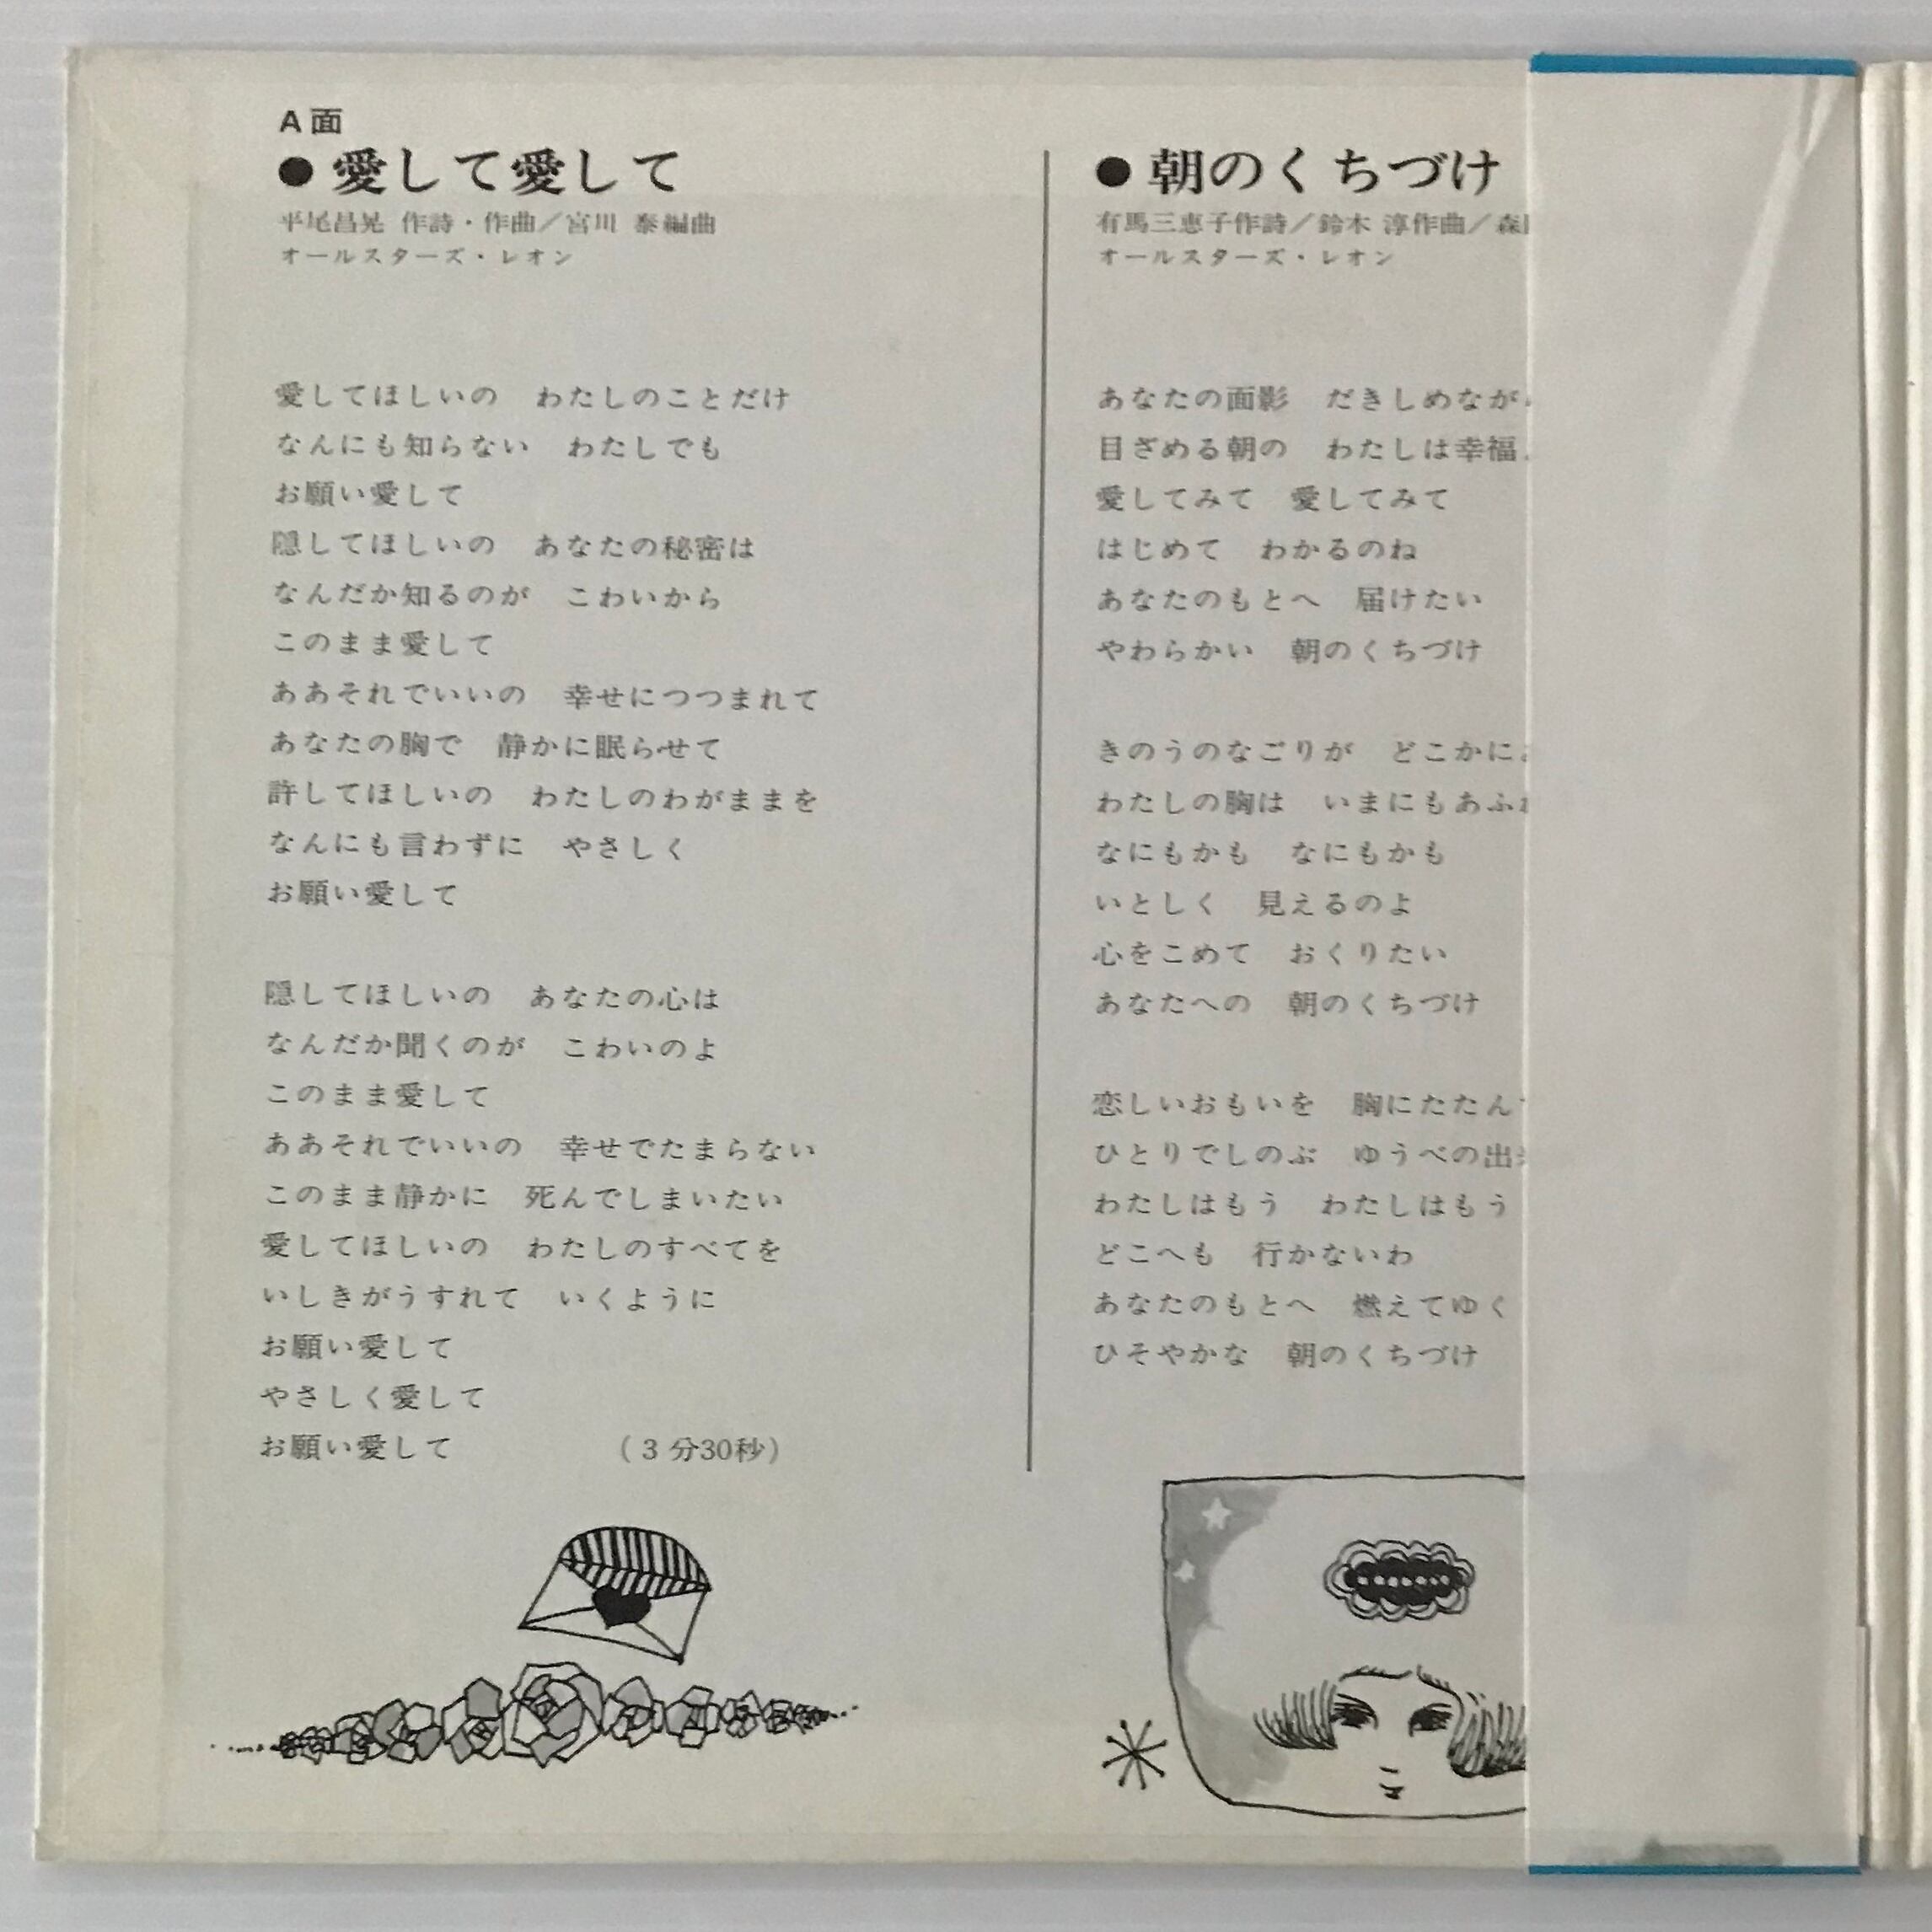 A面
●愛して愛して
平尾昌晃 作詩・作曲／宮川 泰編曲
オールスターズ・レオン
愛してほしいの　わたしのことだけ
なんにも知らない　わたしでも
お願い愛して
隠してほしいの　あなたの秘密は
なんだか知るのが　こわいから
このまま愛して
ああそれでいいの　幸せにつつまれて
あなたの胸で　静かに眠らせて
許してほしいの　わたしのわがままを
なんにも言わずに　やさしく
お願い愛して
隠してほしいの　あなたの心は
なんだか聞くのが　こわいのよ
このまま愛して
ああそれでいいの　幸せでたまらない
このまま静かに　死んでしまいたい
愛してほしいの　わたしのすべてを
いしきがうすれて　いくように
お願い愛して
やさしく愛して
お願い愛して　（3分30秒）
●朝のくちづけ
有馬三恵子作詩／鈴木 淳作曲／森
オールスターズ・レオン
あなたの面影　だきしめなが
目ざめる朝の　わたしは幸福
愛してみて　愛してみて
はじめて　わかるのね
あなたのもとへ　届けたい
やわらかい　朝のくちづけ
きのうのなごりが　どこかに
わたしの胸は　いまにもあふ
なにもかも　なにもかも
いとしく　見えるのよ
心をこめて　おくりたい
あなたへの　朝のくちづけ
恋しいおもいを　胸にたたん
ひとりでしのぶ　ゆうべの出
わたしはもう　わたしはもう
どこへも　行かないわ
あなたのもとへ　燃えてゆく
ひそやかな　朝のくちづけ